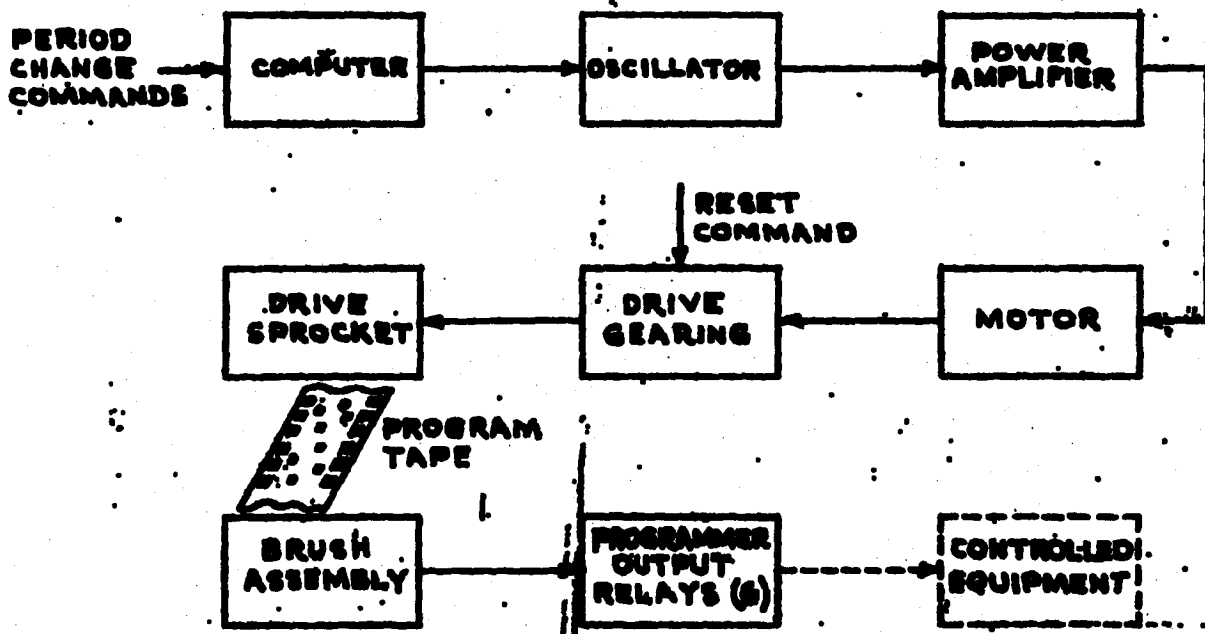 PERIOD
CHANGE
COMMANDS
COMPUTER
OSCILLATOR
POWER
AMPLIFIER
RESET
COMMAND
DRIVE
SPROCKET
DRIVE
GEARING
MOTOR
PROGRAM
TAPE
BRUSH
ASSEMBLY
PROGRAMMER
OUTPUT
RELAYS
CONTROLLED
EQUIPMENT